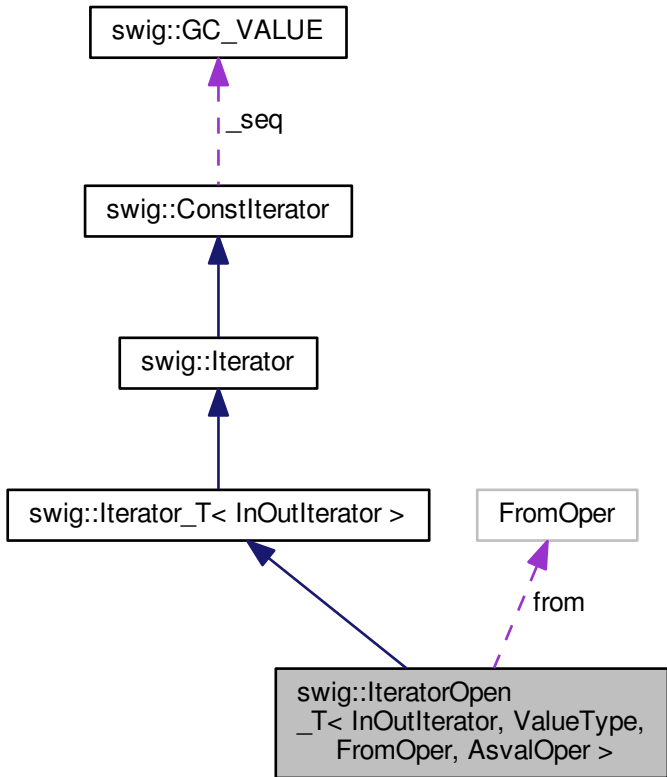 swig::GC_VALUE
_seq
swig::ConstIterator
swig::Iterator
swig::Iterator_T< InOutIterator >
FromOper
from
swig::IteratorOpen
_T< InOutIterator, ValueType,
FromOper, AsvalOper >